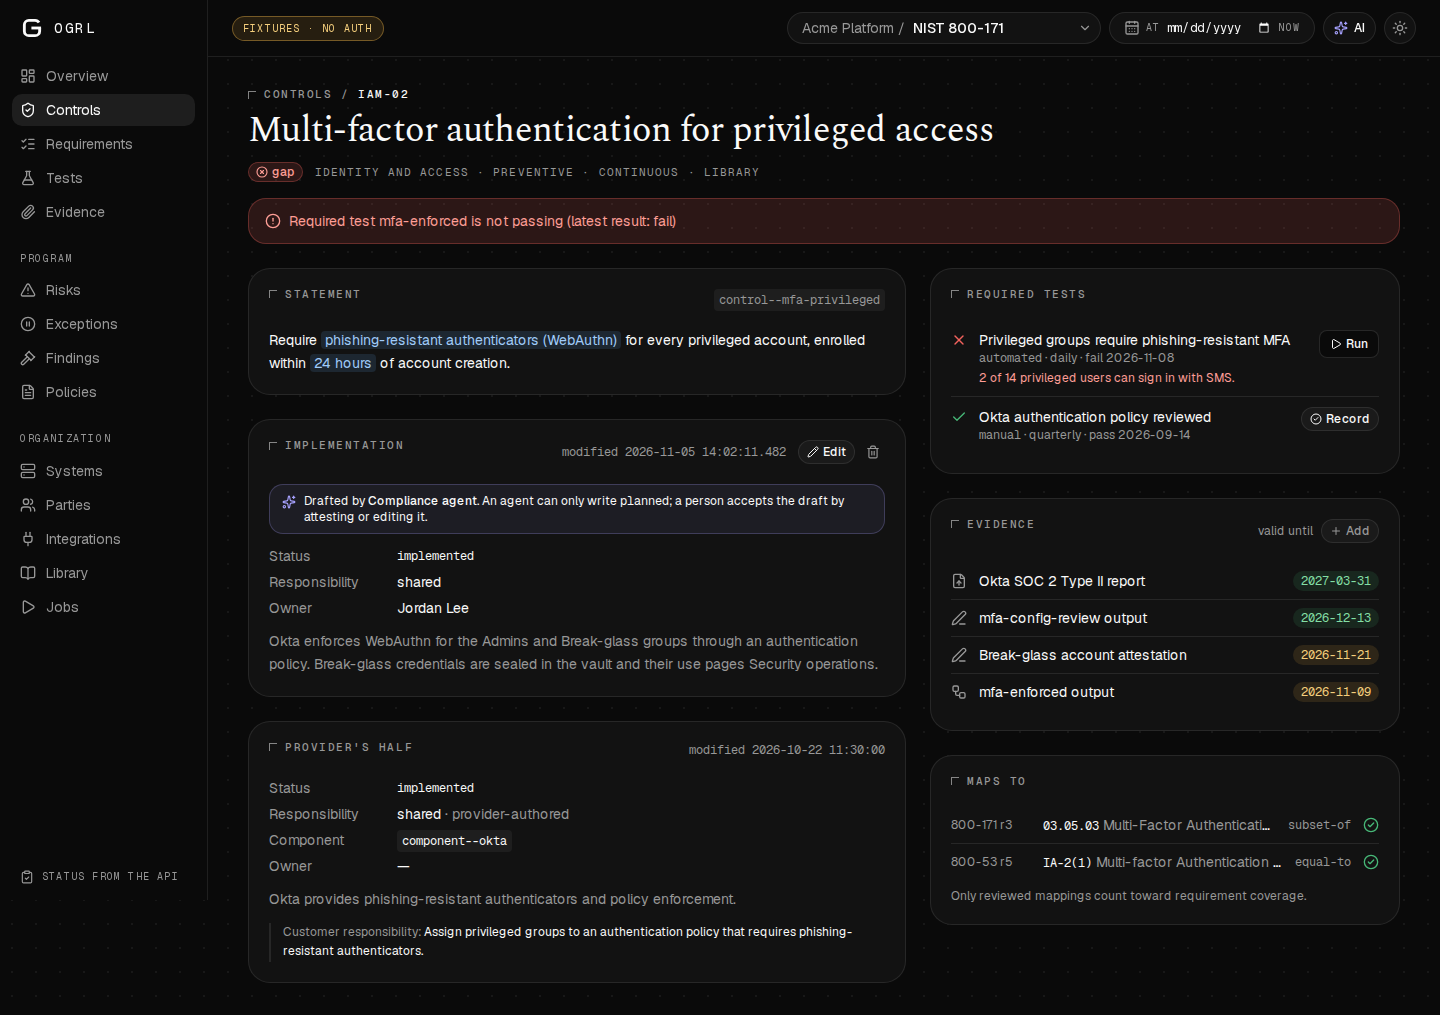 OGRL
FIXTURES · NO AUTH
Acme Platform / NIST 800-171
AT mm/dd/yyyy NOW
AI
Overview
Controls
Requirements
Tests
Evidence
PROGRAM
Risks
Exceptions
Findings
Policies
ORGANIZATION
Systems
Parties
Integrations
Library
Jobs
STATUS FROM THE API
CONTROLS / IAM-02
Multi-factor authentication for privileged access
gap
IDENTITY AND ACCESS · PREVENTIVE · CONTINUOUS · LIBRARY
Required test mfa-enforced is not passing (latest result: fail)
STATEMENT
control--mfa-privileged
Require phishing-resistant authenticators (WebAuthn) for every privileged account, enrolled
within 24 hours of account creation.
IMPLEMENTATION
modified 2026-11-05 14:02:11.482
Edit
Drafted by Compliance agent. An agent can only write planned; a person accepts the draft by
attesting or editing it.
Status implemented
Responsibility shared
Owner Jordan Lee
Okta enforces WebAuthn for the Admins and Break-glass groups through an authentication
policy. Break-glass credentials are sealed in the vault and their use pages Security operations.
PROVIDER'S HALF
modified 2026-10-22 11:30:00
Status implemented
Responsibility shared · provider-authored
Component component--okta
Owner —
Okta provides phishing-resistant authenticators and policy enforcement.
Customer responsibility: Assign privileged groups to an authentication policy that requires phishing-
resistant authenticators.
REQUIRED TESTS
Privileged groups require phishing-resistant MFA
Run
automated · daily · fail 2026-11-08
2 of 14 privileged users can sign in with SMS.
Okta authentication policy reviewed
Record
manual · quarterly · pass 2026-09-14
EVIDENCE
valid until
Add
Okta SOC 2 Type II report 2027-03-31
mfa-config-review output 2026-12-13
Break-glass account attestation 2026-11-21
mfa-enforced output 2026-11-09
MAPS TO
800-171 r3 03.05.03 Multi-Factor Authenticati… subset-of
800-53 r5 IA-2(1) Multi-factor Authentication … equal-to
Only reviewed mappings count toward requirement coverage.